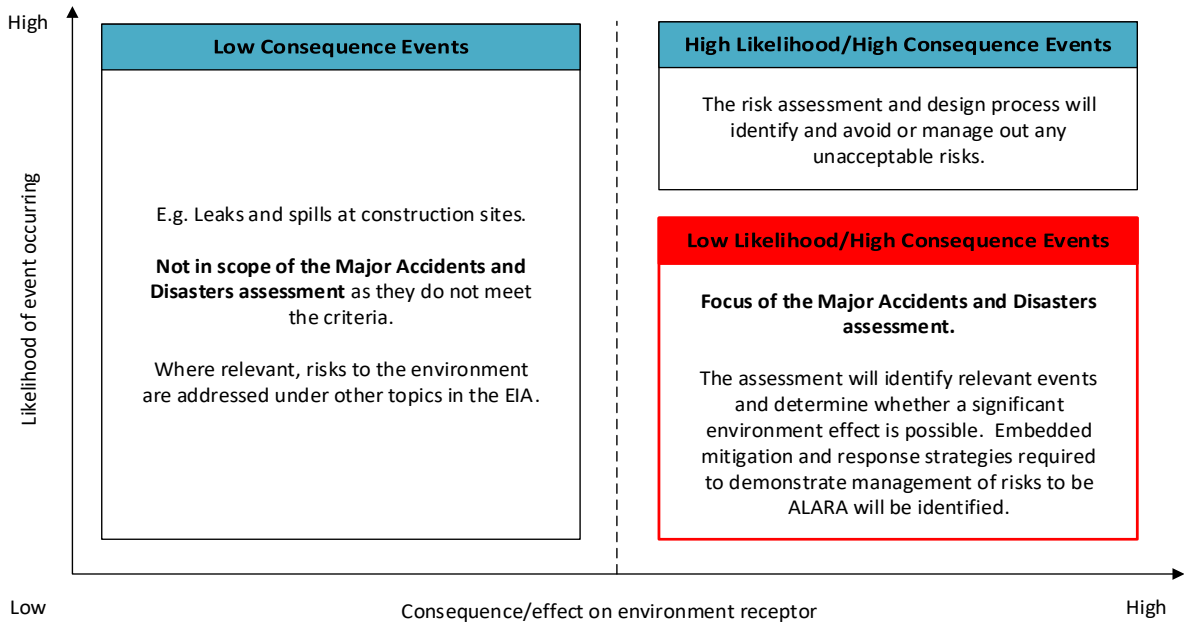 High
Likelihood of event occurring
Low Consequence Events
E.g. Leaks and spills at construction sites.
Not in scope of the Major Accidents and
Disasters assessment as they do not meet
the criteria.
Where relevant, risks to the environment
are addressed under other topics in the EIA.
High Likelihood/High Consequence Events
The risk assessment and design process will
identify and avoid or manage out any
unacceptable risks.
Low Likelihood/High Consequence Events
Focus of the Major Accidents and Disasters
assessment.
The assessment will identify relevant events
and determine whether a significant
environment effect is possible.  Embedded
mitigation and response strategies required
to demonstrate management of risks to be
ALARA will be identified.
Low
Consequence/effect on environment receptor
High